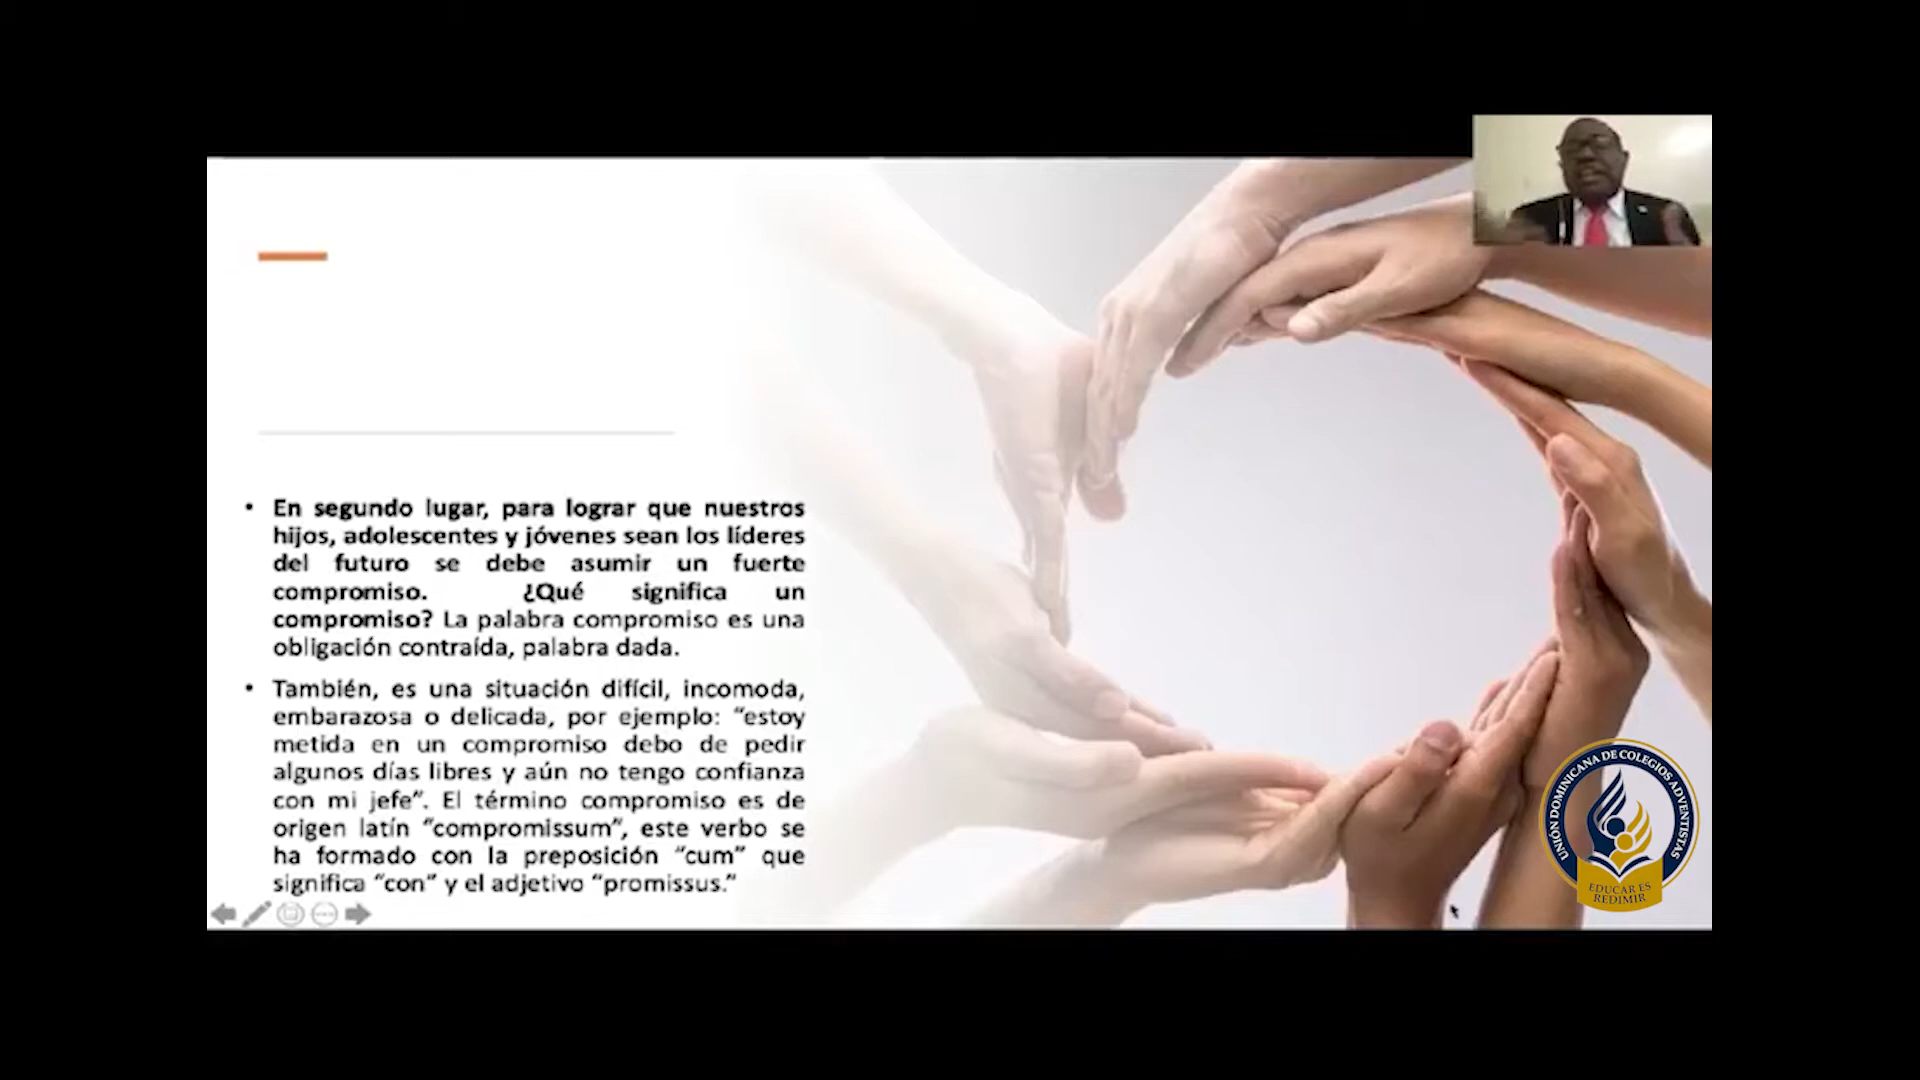 • En segundo lugar, para lograr que nuestros
hijos, adolescentes y jóvenes sean los líderes
del futuro se debe asumir un fuerte
compromiso. ¿Qué significa un
compromiso? La palabra compromiso es una
obligación contraída, palabra dada.
• También, es una situación difícil, incomoda,
embarazosa o delicada, por ejemplo: “estoy
metida en un compromiso debo de pedir
algunos días libres y aún no tengo confianza
con mi jefe”. El término compromiso es de
origen latín “compromissum”, este verbo se
ha formado con la preposición “cum” que
significa “con” y el adjetivo “promissus.”
UNIÓN DOMINICANA DE COLEGIOS ADVENTISTAS
EDUCAR ES
REDIMIR